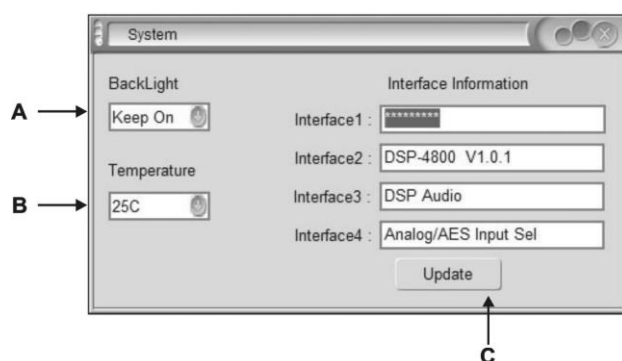 System
BackLight
Interface Information
A
Keep On
Interface1 : *********
Interface2 : DSP-4800 V1.0.1
Temperature
B
25C
Interface3 : DSP Audio
Interface4 : Analog/AES Input Sel
Update
C